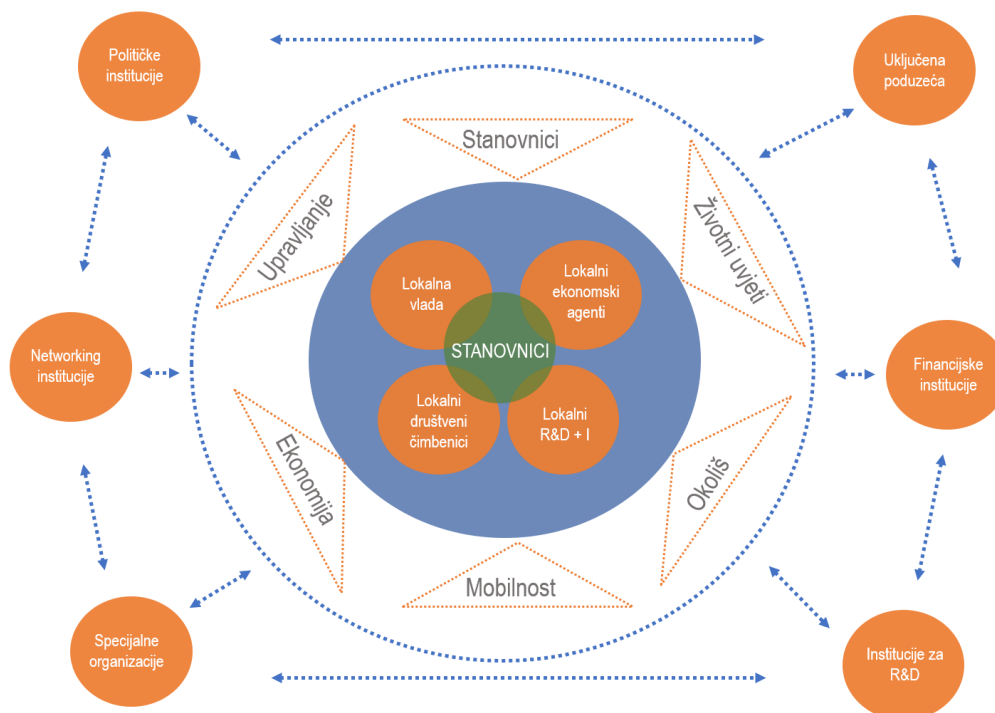 Političke
institucije
Uključena
poduzeća
Stanovnici
Upravljanje
Životni uvjeti
Lokalna
vlada
Lokalni
ekonomski
agenti
STANOVNICI
Networking
institucije
Financijske
institucije
Lokalni
društveni
čimbenici
Lokalni
R&D + I
Ekonomija
Okoliš
Mobilnost
Specijalne
organizacije
Institucije za
R&D